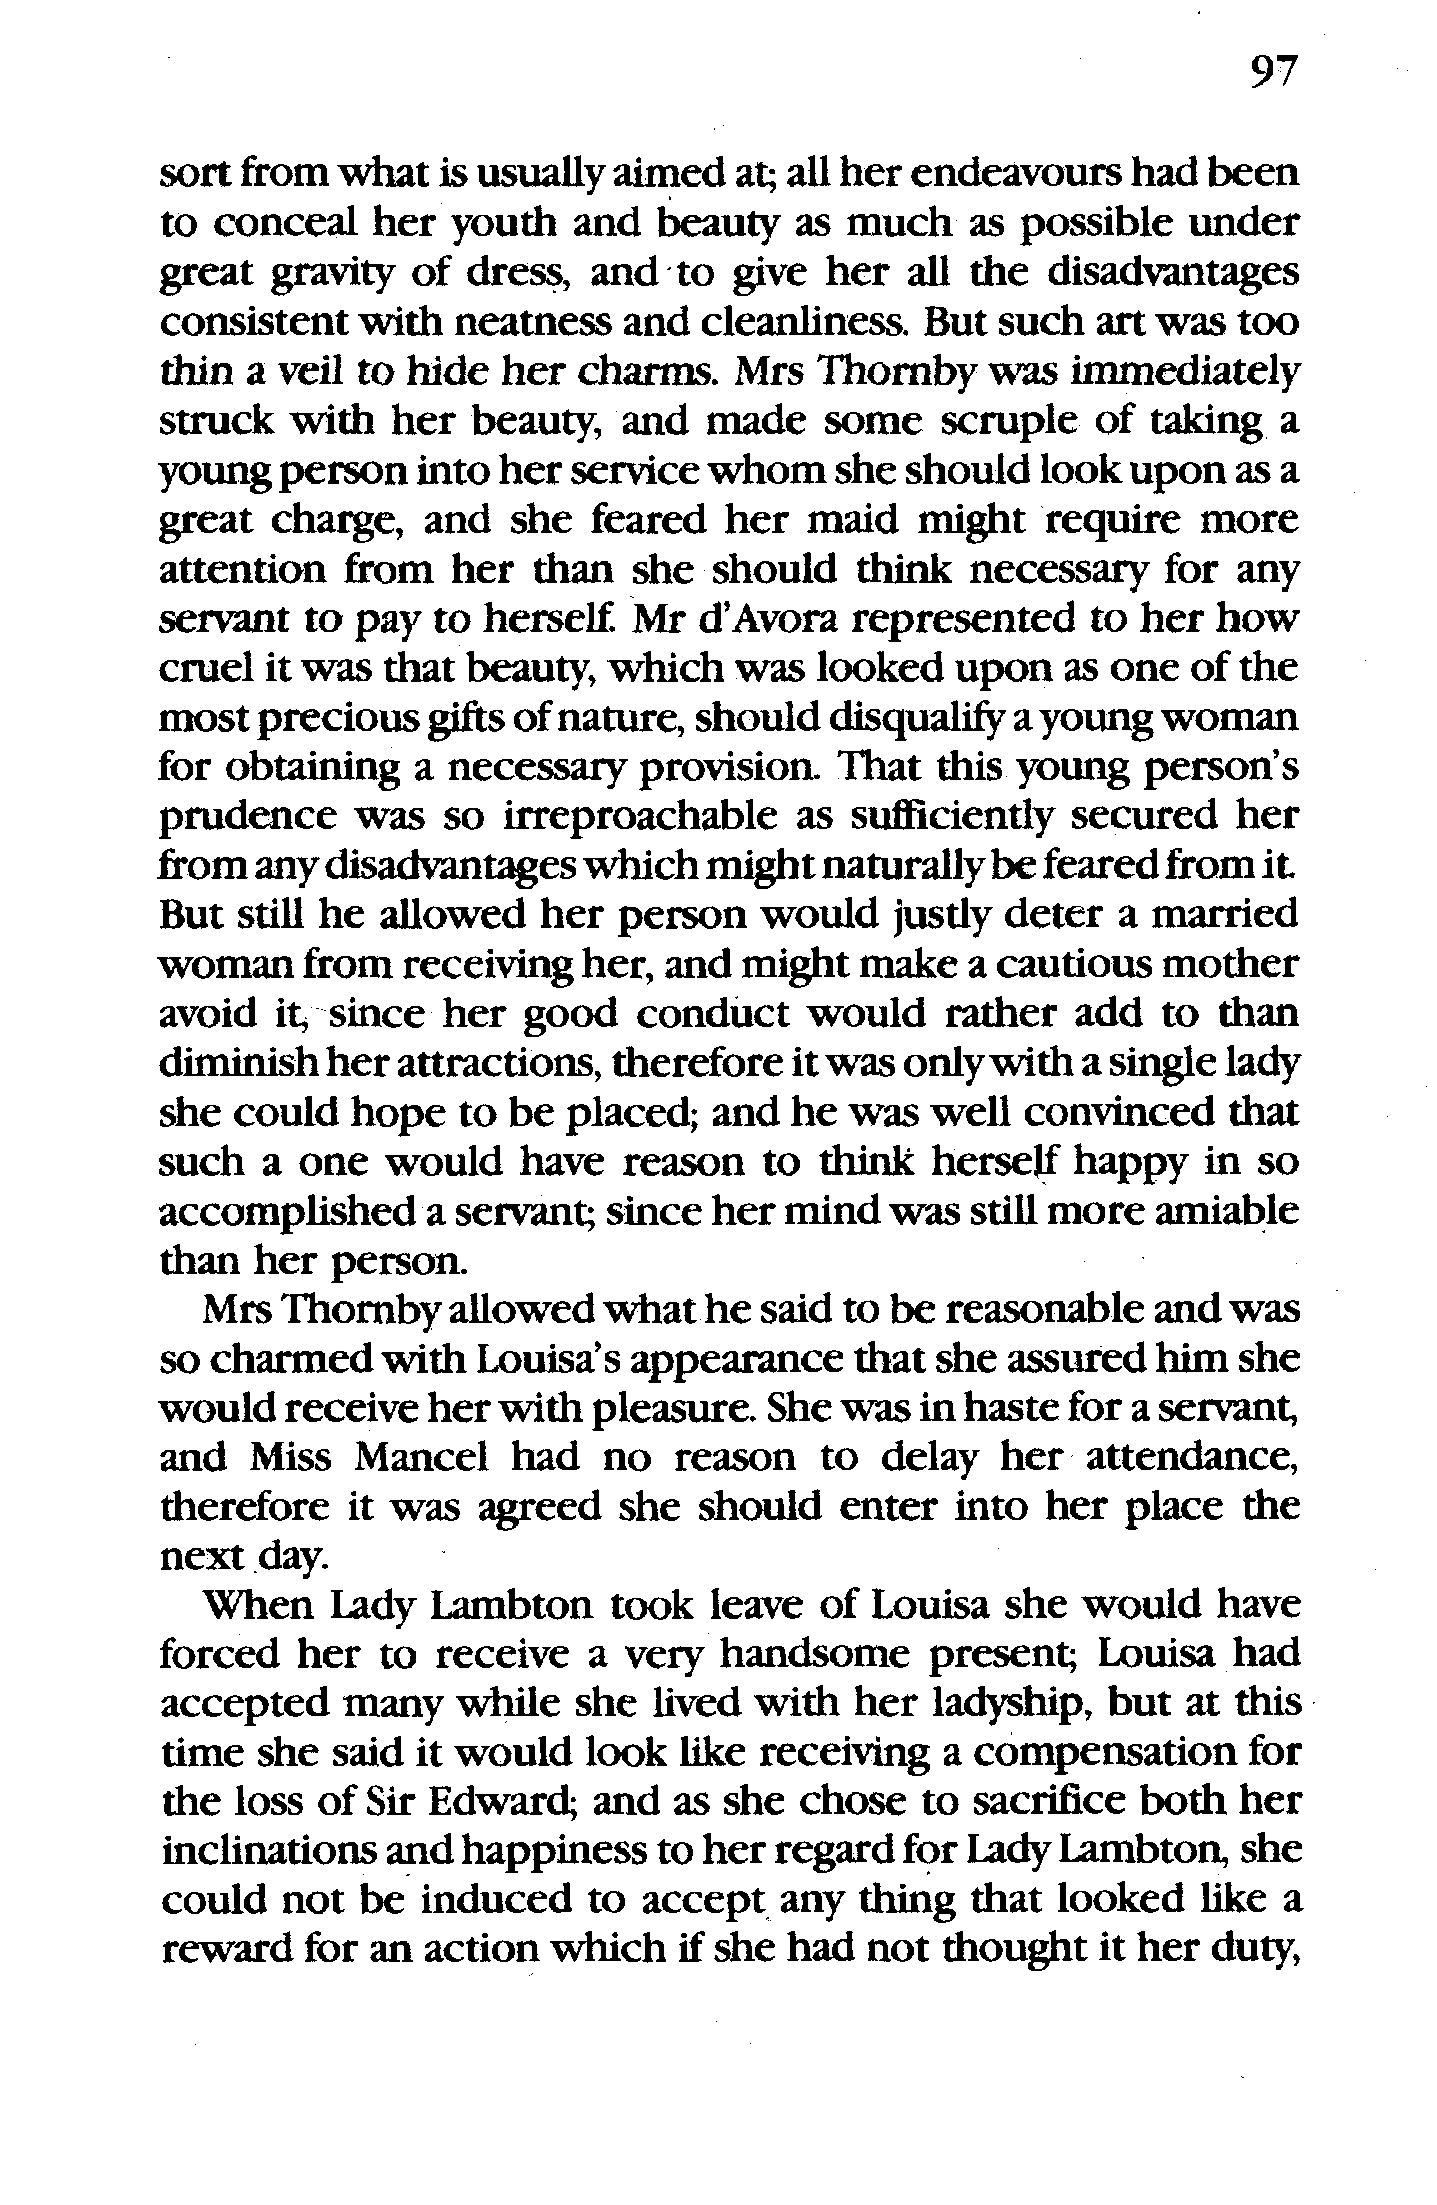 97
sort from what is usually aimed at; all her endeavours had been
to conceal her youth and beauty as much as possible under
great gravity of dress, and to give her all the disadvantages
consistent with neatness and cleanliness. But such art was too
thin a veil to hide her charms. Mrs Thornby was immediately
struck with her beauty, and made some scruple of taking a
young person into her service whom she should look upon as a
great charge, and she feared her maid might require more
attention from her than she should think necessary for any
servant to pay to herself. Mr d'Avora represented to her how
cruel it was that beauty, which was looked upon as one of the
most precious gifts of nature, should disqualify a young woman
for obtaining a necessary provision. That this young person's
prudence was so irreproachable as sufficiently secured her
from any disadvantages which might naturally be feared from it.
But still he allowed her person would justly deter a married
woman from receiving her, and might make a cautious mother
avoid it, since her good conduct would rather add to than
diminish her attractions, therefore it was only with a single lady
she could hope to be placed; and he was well convinced that
such a one would have reason to think herself happy in so
accomplished a servant; since her mind was still more amiable
than her person.
Mrs Thornby allowed what he said to be reasonable and was
so charmed with Louisa's appearance that she assured him she
would receive her with pleasure. She was in haste for a servant,
and Miss Mancel had no reason to delay her attendance,
therefore it was agreed she should enter into her place the
next day.
When Lady Lambton took leave of Louisa she would have
forced her to receive a very handsome present; Louisa had
accepted many while she lived with her ladyship, but at this
time she said it would look like receiving a compensation for
the loss of Sir Edward; and as she chose to sacrifice both her
inclinations and happiness to her regard for Lady Lambton, she
could not be induced to accept any thing that looked like a
reward for an action which if she had not thought it her duty,